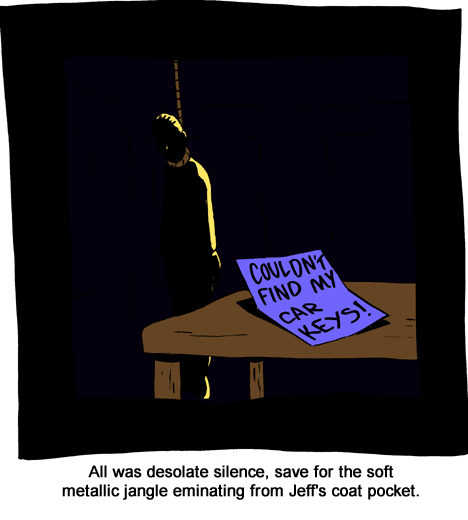 COULDN'T
FIND MY
CAR
KEYS!
All was desolate silence, save for the soft
metallic jangle eminating from Jeff's coat pocket.